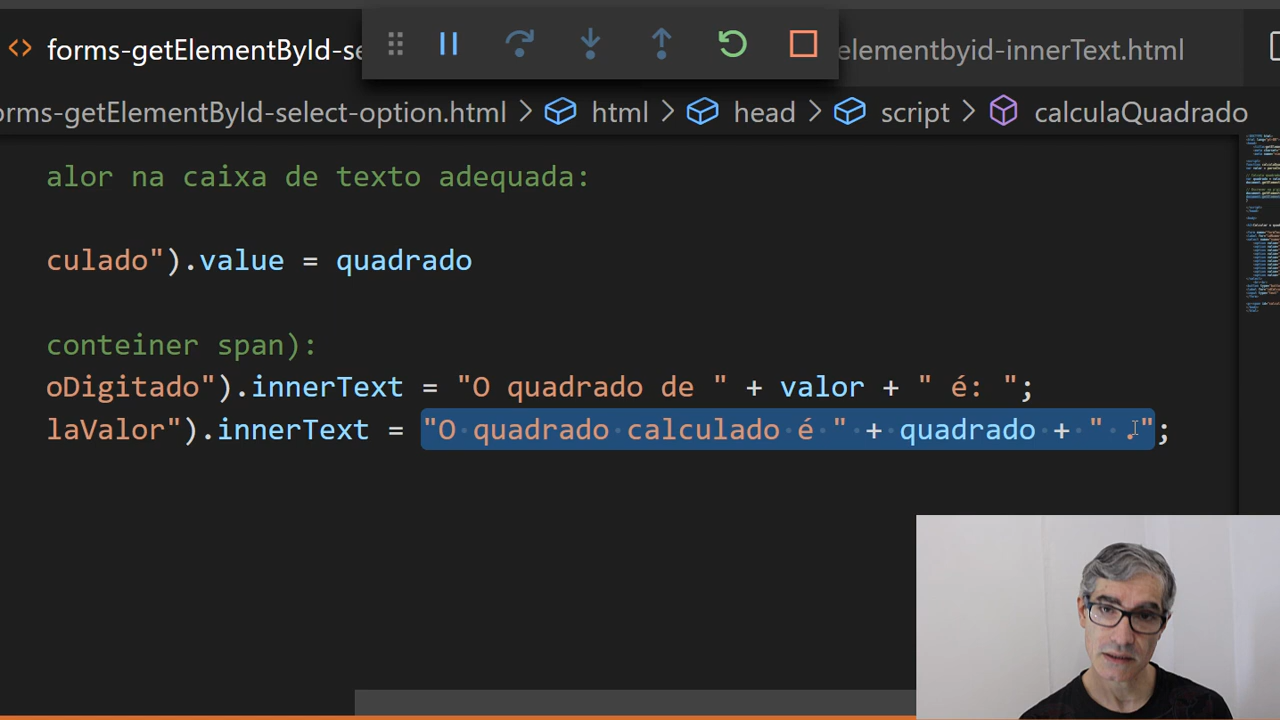 forms-getElementById-se
elementbyid-innerText.html
orms-getElementById-select-option.html > html > head > script > calculaQuadrado
alor na caixa de texto adequada:
culado").value = quadrado
conteiner span):
oDigitado").innerText = "O quadrado de " + valor + " é: ";
laValor").innerText = "O quadrado calculado é " + quadrado + " .";